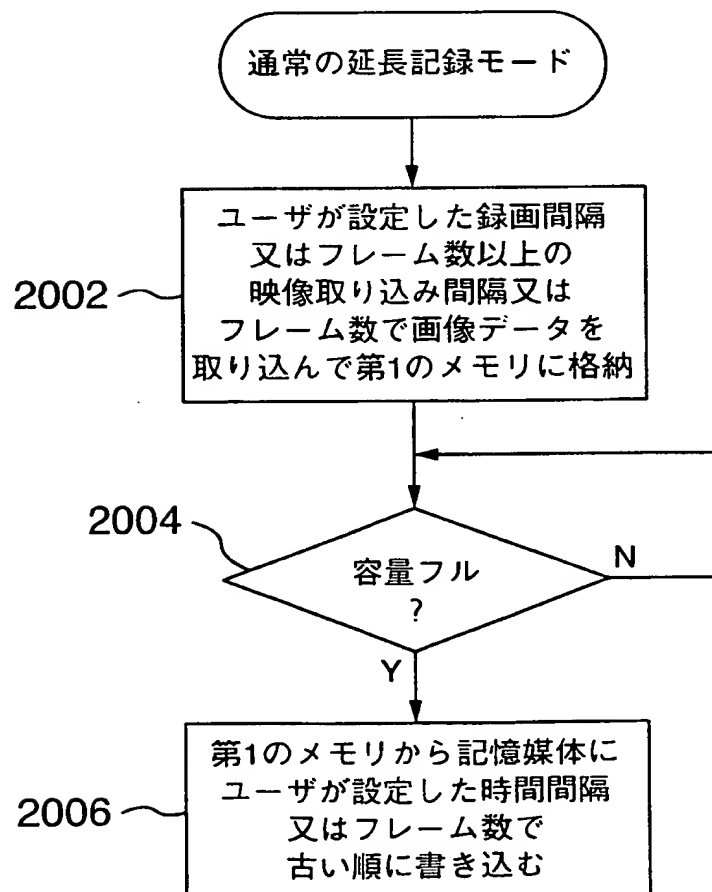 通常の延長記録モード
ユーザが設定した録画間隔
又はフレーム数以上の
映像取り込み間隔又は
フレーム数で画像データを
取り込んで第1のメモリに格納
2002
2004
容量フル
?
N
Y
第1のメモリから記憶媒体に
ユーザが設定した時間間隔
又はフレーム数で
古い順に書き込む
2006